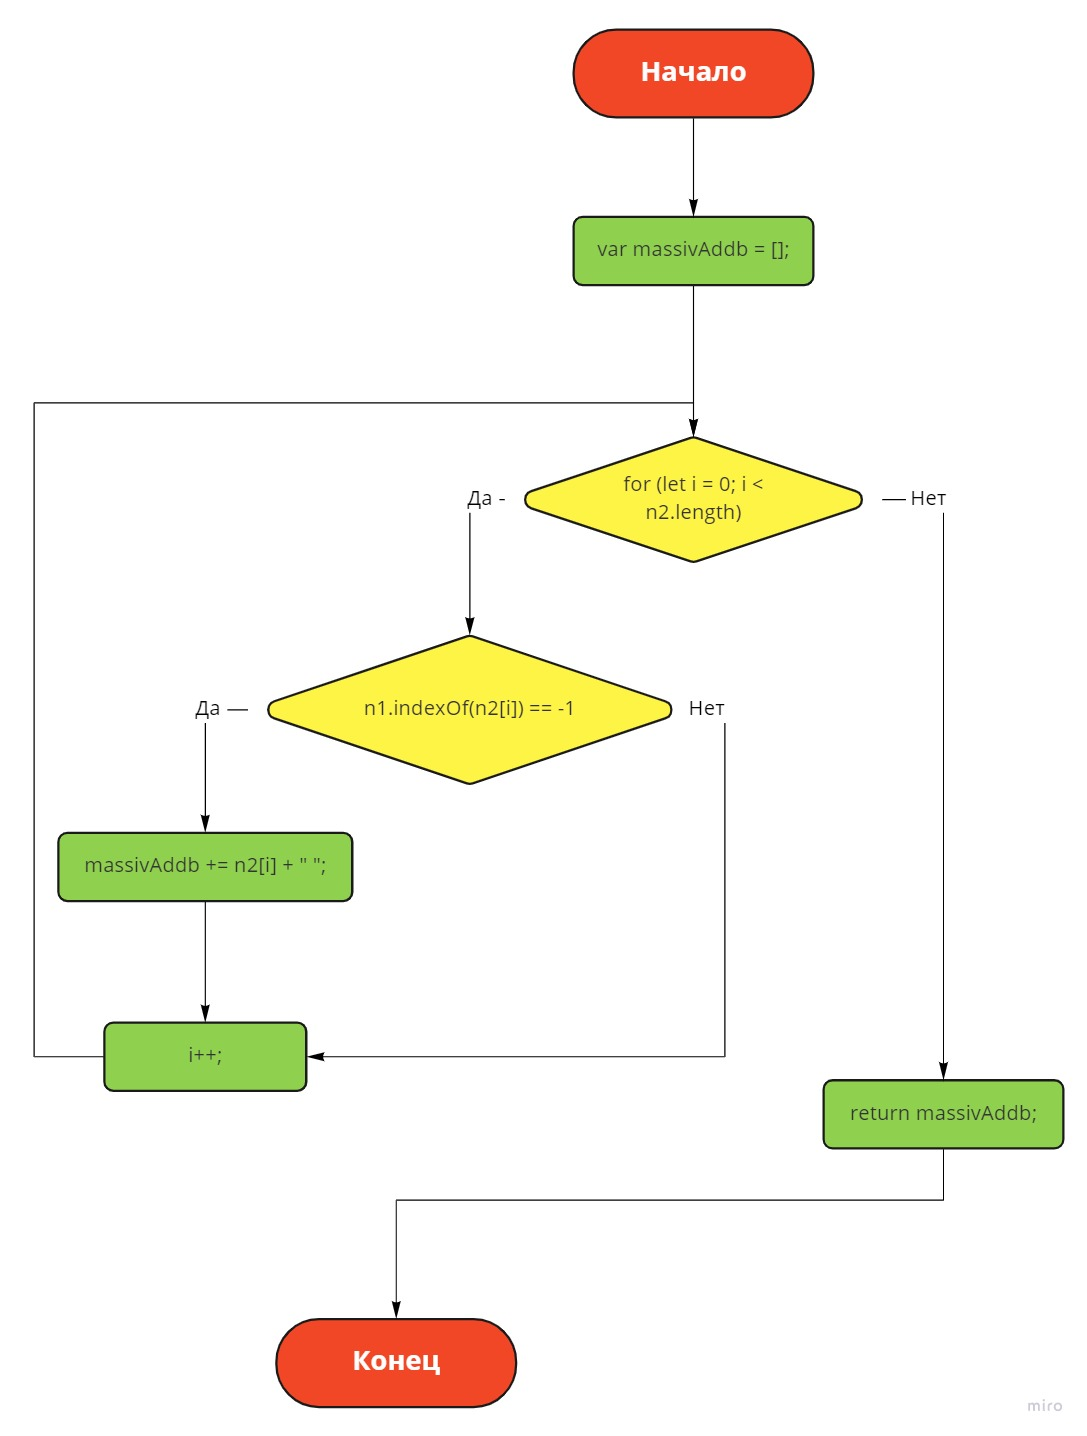 Начало
var massivAddb = [];
for (let i = 0; i <
n2.length)
Да -
— Нет
n1.indexOf(n2[i]) == -1
Да —
Нет
massivAddb += n2[i] + " ";
i++;
return massivAddb;
Конец
miro